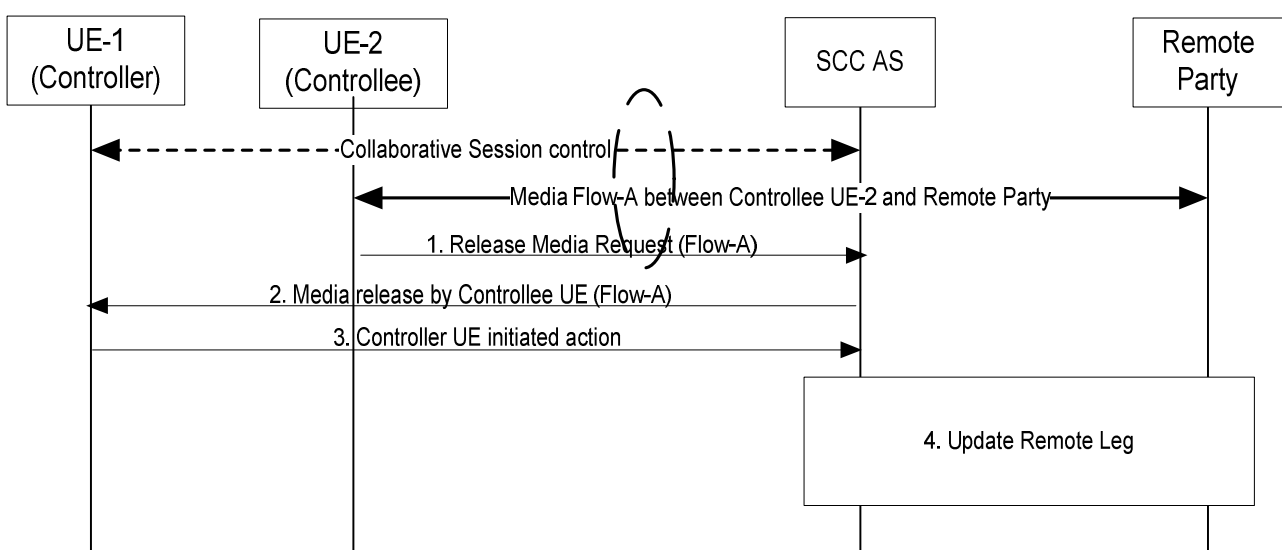 UE-1
(Controller)
UE-2
(Controllee)
SCC AS
Remote
Party
Collaborative Session control
Media Flow-A between Controllee UE-2 and Remote Party
1. Release Media Request (Flow-A)
2. Media release by Controllee UE (Flow-A)
3. Controller UE initiated action
4. Update Remote Leg